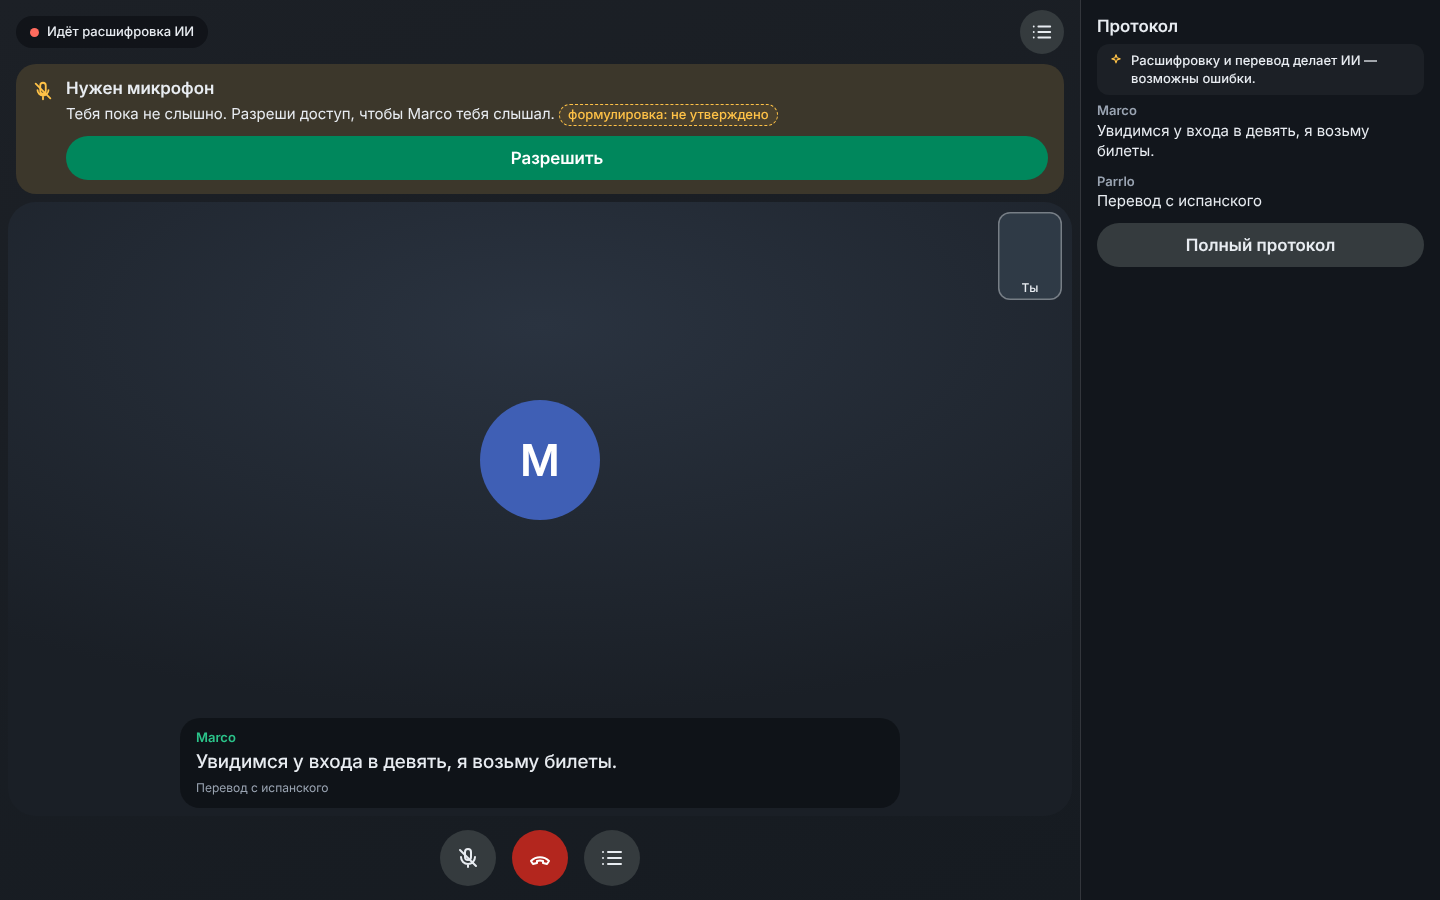 Идёт расшифровка ИИ
Нужен микрофон
Тебя пока не слышно. Разреши доступ, чтобы Marco тебя слышал. формулировка: не утверждено
Разрешить
Ты
M
Marco
Увидимся у входа в девять, я возьму билеты.
Перевод с испанского
Протокол
Расшифровку и перевод делает ИИ —
возможны ошибки.
Marco
Увидимся у входа в девять, я возьму
билеты.
Parrlo
Перевод с испанского
Полный протокол